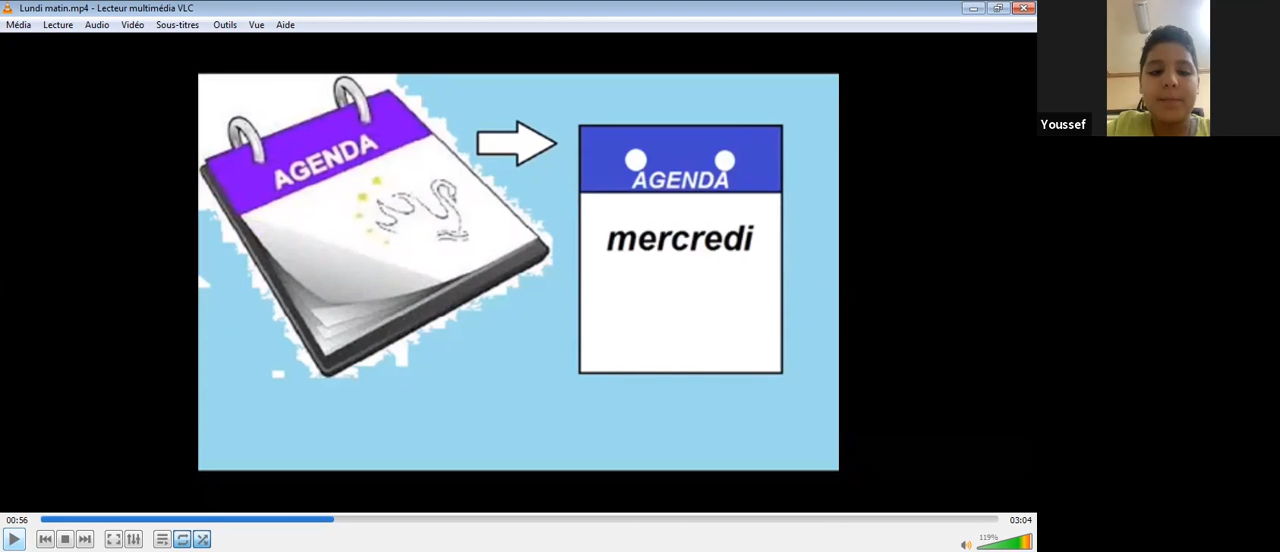 Lundi matin.mp4 - Lecteur multimédia VLC
Média Lecture Audio Vidéo Sous-titres Outils Vue Aide
AGENDA
AGENDA
mercredi
Youssef
00:56
03:04
119%